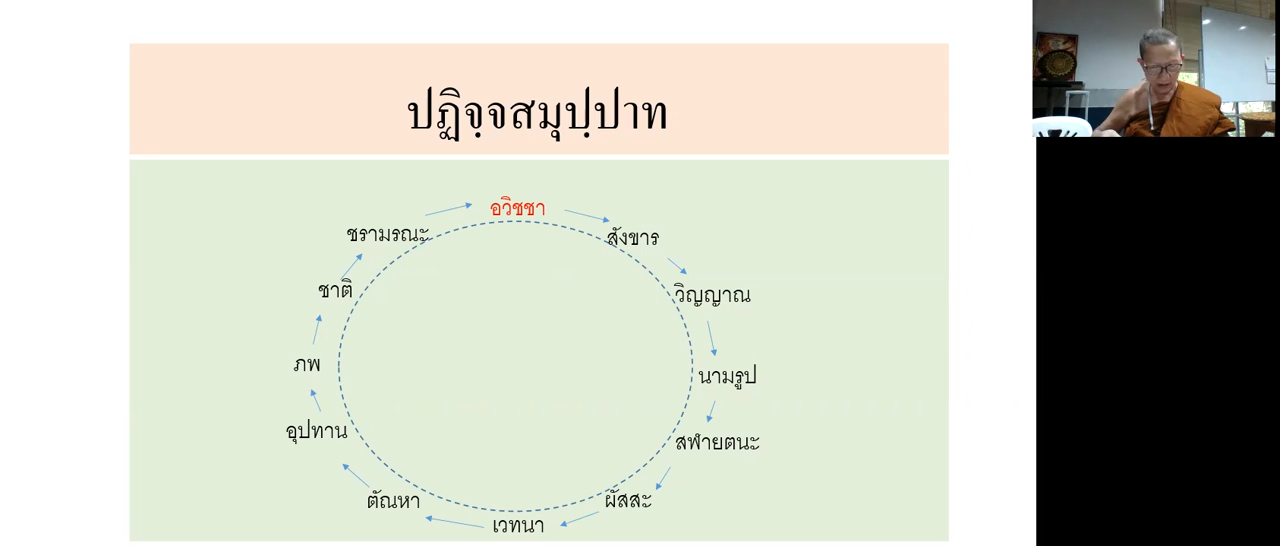 ปฏิจฺจสมุปฺปาท
อวิชชา
สังขาร
วิญญาณ
นามรูป
สฬายตนะ
ผัสสะ
เวทนา
ตัณหา
อุปทาน
ภพ
ชาติ
ชรามรณะ